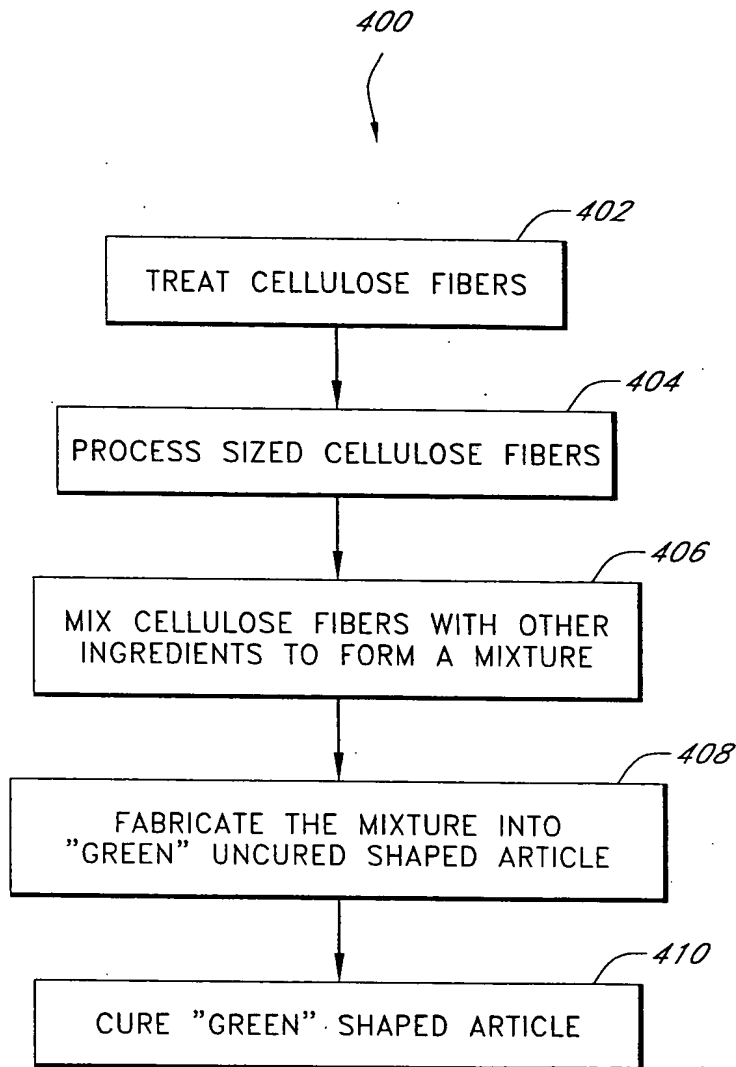 400
402
TREAT CELLULOSE FIBERS
404
PROCESS SIZED CELLULOSE FIBERS
406
MIX CELLULOSE FIBERS WITH OTHER
INGREDIENTS TO FORM A MIXTURE
408
FABRICATE THE MIXTURE INTO
"GREEN" UNCURED SHAPED ARTICLE
410
CURE "GREEN" SHAPED ARTICLE